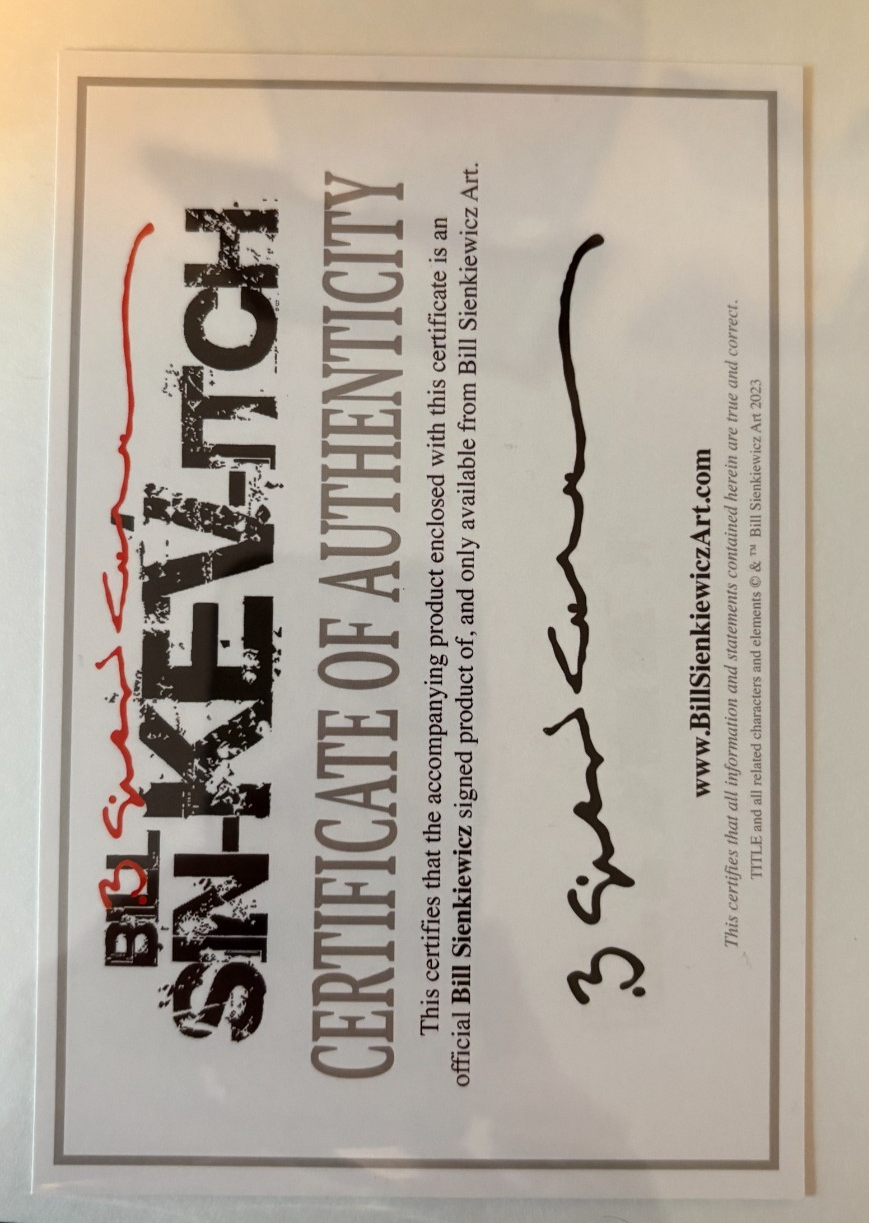 BILL
SIN-KEV-ITCH
CERTIFICATE OF AUTHENTICITY
This certifies that the accompanying product enclosed with this certificate is an
official Bill Sienkiewicz signed product of, and only available from Bill Sienkiewicz Art.
www.BillSienkiewiczArt.com
This certifies that all information and statements contained herein are true and correct.
TITLE and all related characters and elements © & ™ Bill Sienkiewicz Art 2023